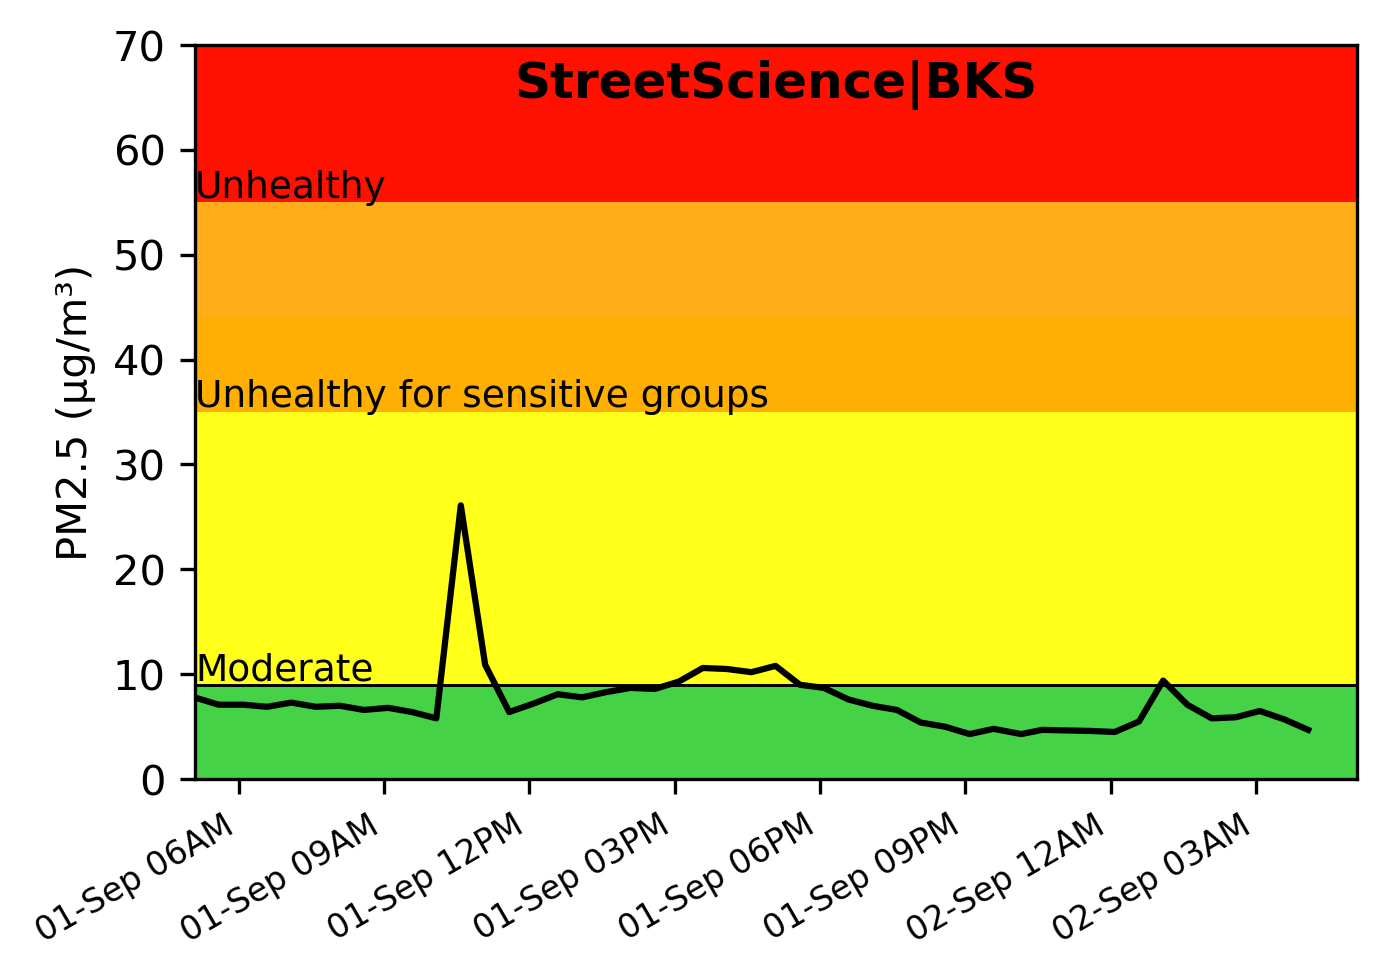 StreetScience|BKS
PM2.5 (µg/m³)
70
60
50
40
30
20
10
0
Unhealthy
Unhealthy for sensitive groups
Moderate
01-Sep 06AM
01-Sep 09AM
01-Sep 12PM
01-Sep 03PM
01-Sep 06PM
01-Sep 09PM
02-Sep 12AM
02-Sep 03AM